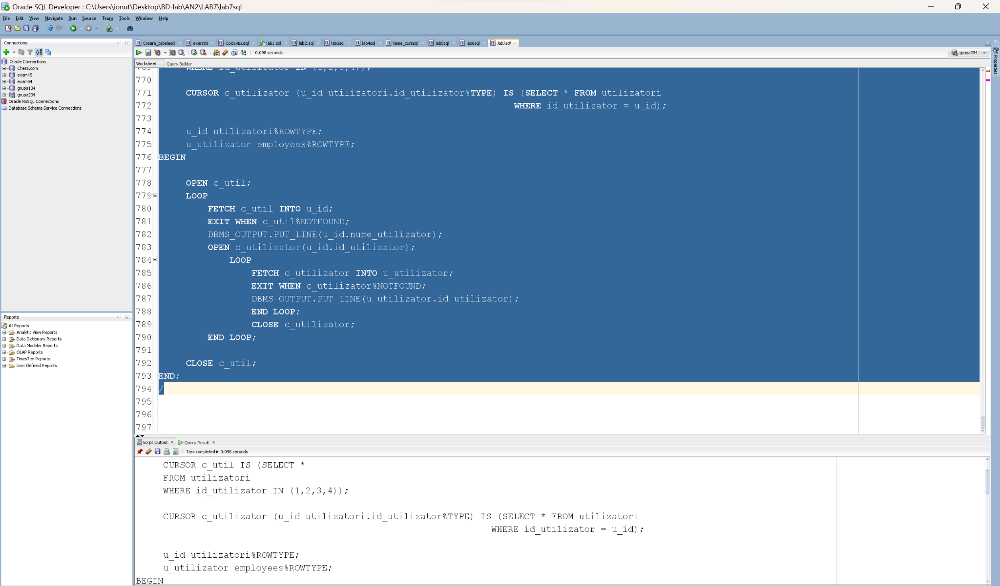 Oracle SQL Developer : C:\Users\ionut\Desktop\BD-lab\AN2\LAB7\lab7sql
File Edit View Navigate Run Source Team Tools Window Help
Connections
Oracle Connections
Chess.com
exam45
exam54
grupa134
grupa234
Oracle NoSQL Connections
Database Schema Service Connections
Reports
All Reports
Analytic View Reports
Data Dictionary Reports
Data Modeler Reports
OLAP Reports
TimesTen Reports
User Defined Reports
Creare_tabelesql exercitii Colocviuusql lab1.sql lab2.sql lab3sql lab4sql teme_curssql lab5sql lab6sql lab7sql
0.098 seconds
grupa234
Properties
Worksheet Query Builder
769 WHERE id_utilizator IN (1,2,3,4));
770
771 CURSOR c_utilizator (u_id utilizatori.id_utilizator%TYPE) IS (SELECT * FROM utilizatori
772 WHERE id_utilizator = u_id);
773
774 u_id utilizatori%ROWTYPE;
775 u_utilizator employees%ROWTYPE;
776 BEGIN
777
778 OPEN c_util;
779 LOOP
780 FETCH c_util INTO u_id;
781 EXIT WHEN c_util%NOTFOUND;
782 DBMS_OUTPUT.PUT_LINE(u_id.nume_utilizator);
783 OPEN c_utilizator(u_id.id_utilizator);
784 LOOP
785 FETCH c_utilizator INTO u_utilizator;
786 EXIT WHEN c_utilizator%NOTFOUND;
787 DBMS_OUTPUT.PUT_LINE(u_utilizator.id_utilizator);
788 END LOOP;
789 CLOSE c_utilizator;
790 END LOOP;
791
792 CLOSE c_util;
793 END;
794 /
795
796
797
Script Output Query Result
Task completed in 0.098 seconds
CURSOR c_util IS (SELECT *
FROM utilizatori
WHERE id_utilizator IN (1,2,3,4));
CURSOR c_utilizator (u_id utilizatori.id_utilizator%TYPE) IS (SELECT * FROM utilizatori
WHERE id_utilizator = u_id);
u_id utilizatori%ROWTYPE;
u_utilizator employees%ROWTYPE;
BEGIN